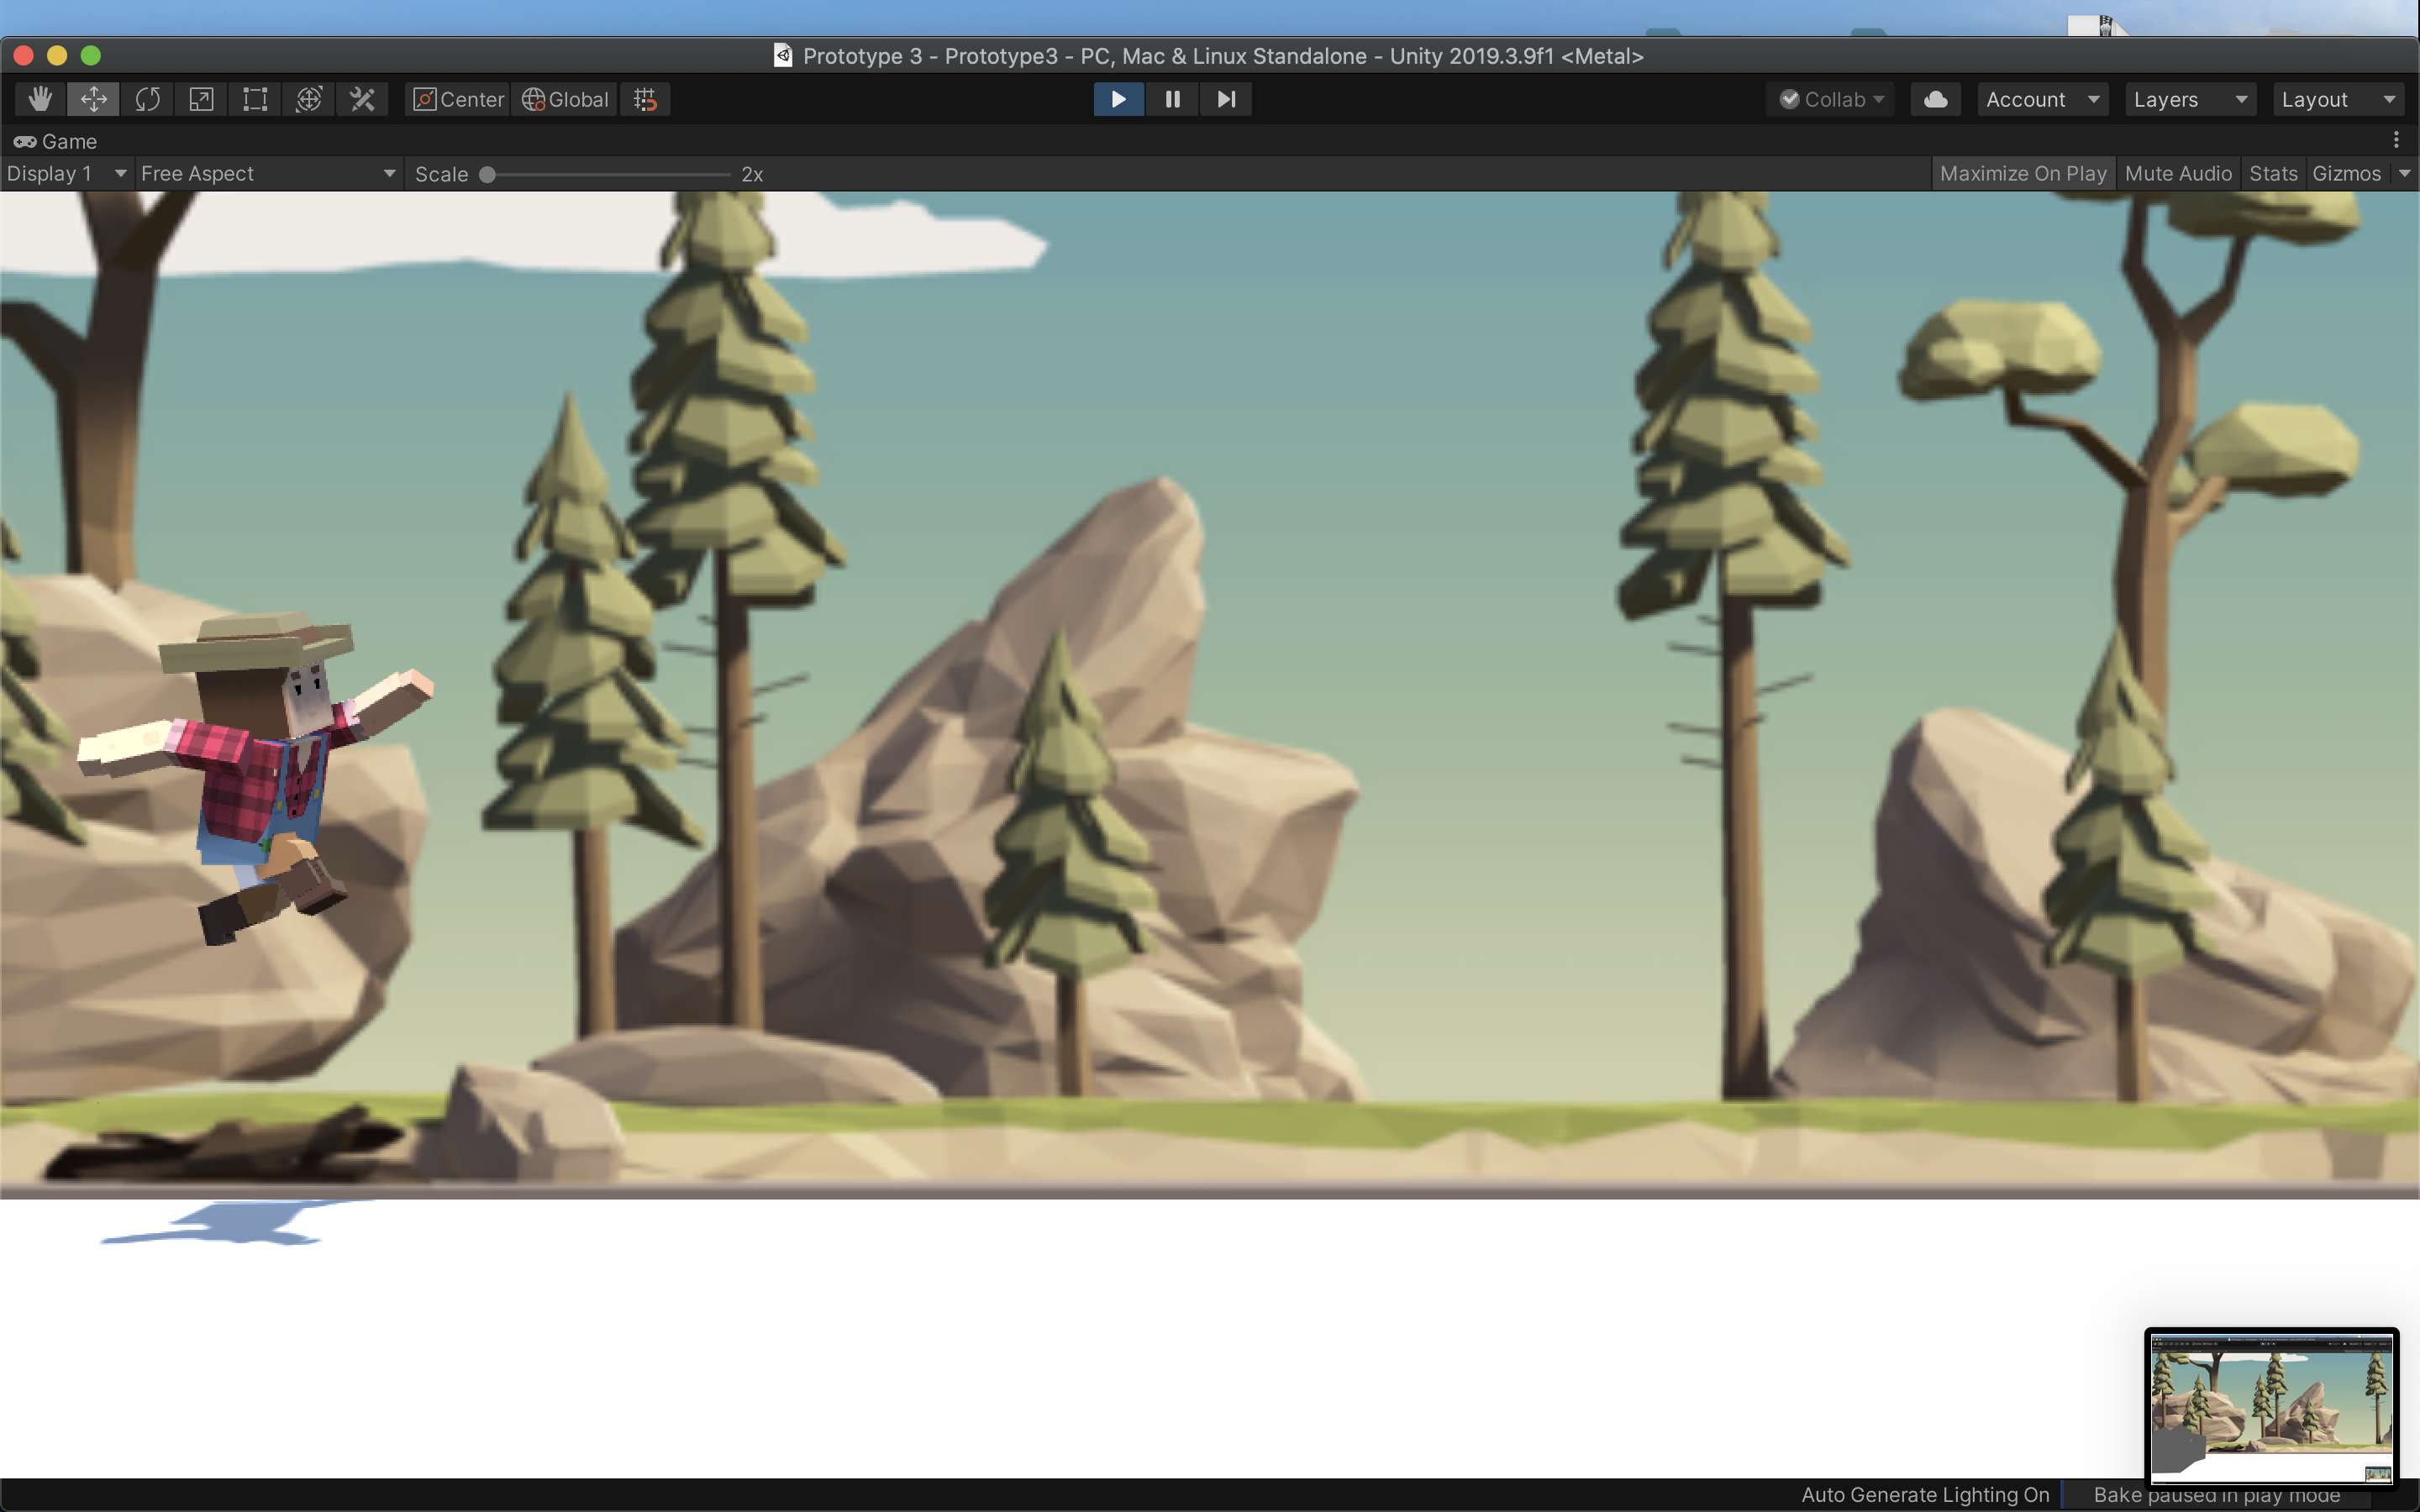 Prototype 3 - Prototype3 - PC, Mac & Linux Standalone - Unity 2019.3.9f1 <Metal>
Center Global Collab Account Layers Layout
Game
Display 1 Free Aspect Scale 2x Maximize On Play Mute Audio Stats Gizmos
Auto Generate Lighting On Bake paused in play mode